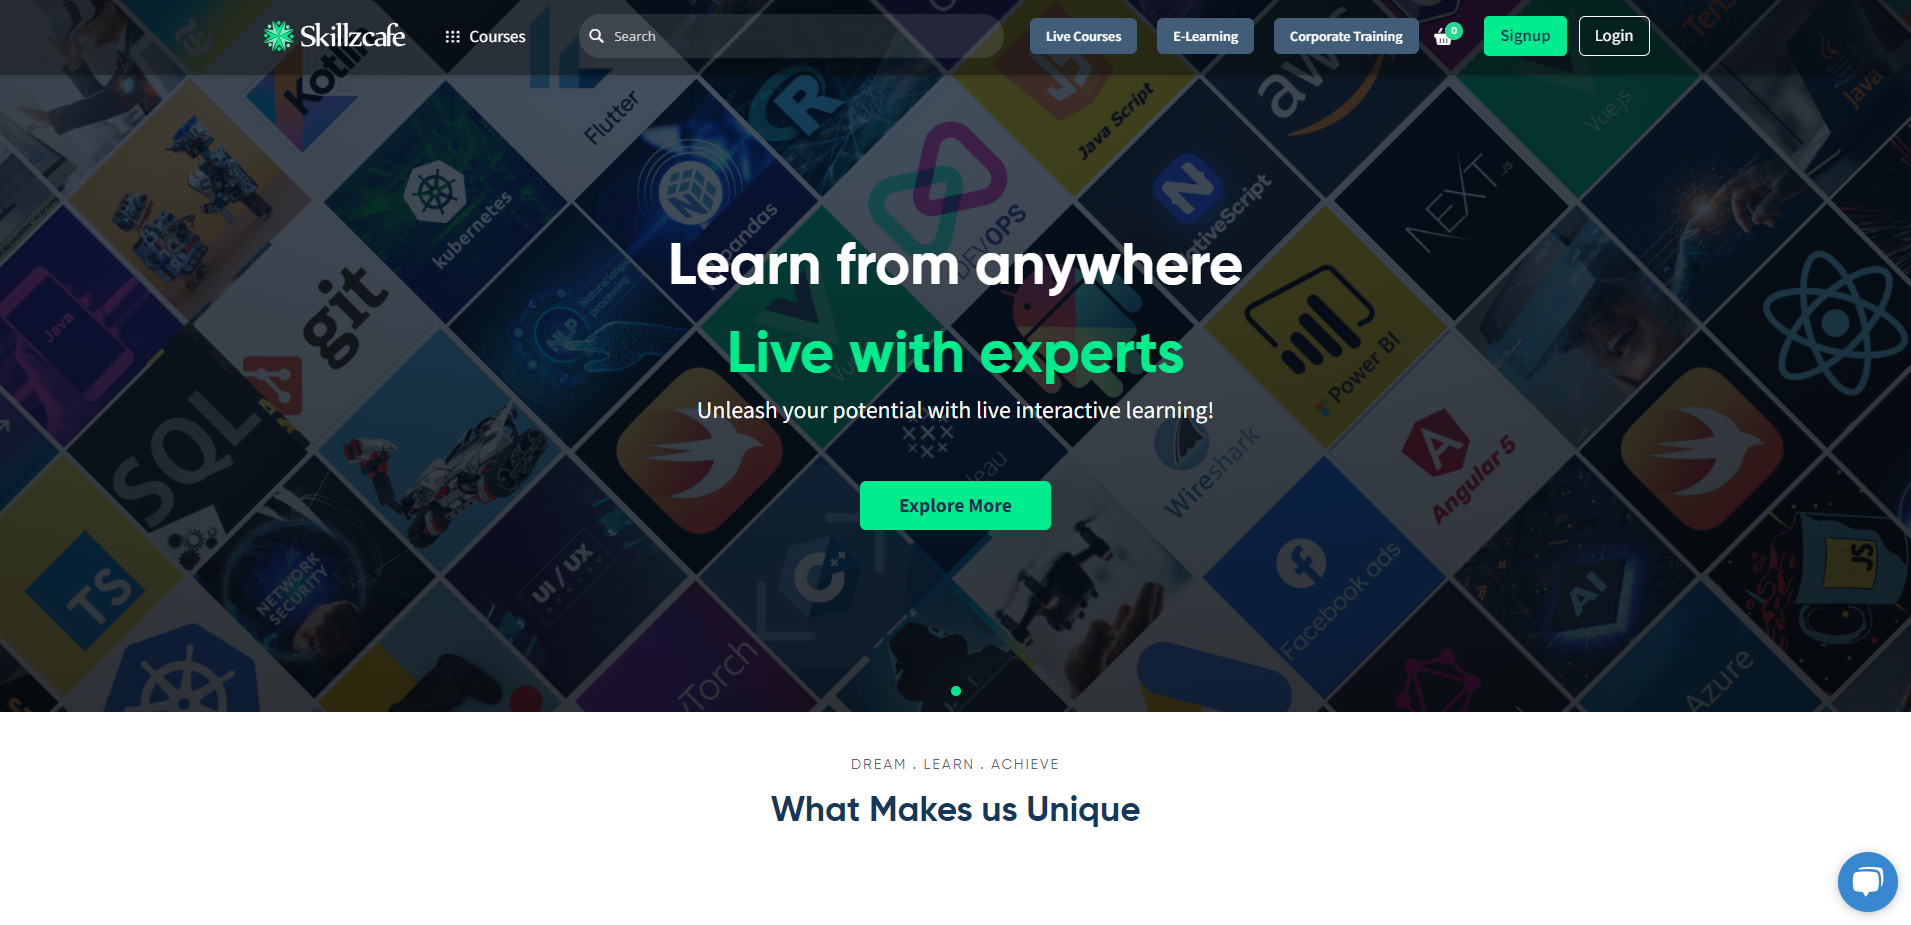 Skillzcafe
Courses
Search
Live Courses
E-Learning
Corporate Training
0
Signup
Login
Kotlin
Flutter
R
Java Script
aws
Vue.js
Java
kubernetes
pandas
DEVOPS
N
NativeScript
NEXT.JS
Learn from anywhere
Java
git
NLP
Natural language
processing
Power BI
Live with experts
Unleash your potential with live interactive learning!
SQL
Wireshark
A
Angular 5
Explore More
TS
NETWORK
SECURITY
UI / UX
DESIGN
Facebook ads
AI
JS
Azure
DREAM . LEARN . ACHIEVE
What Makes us Unique